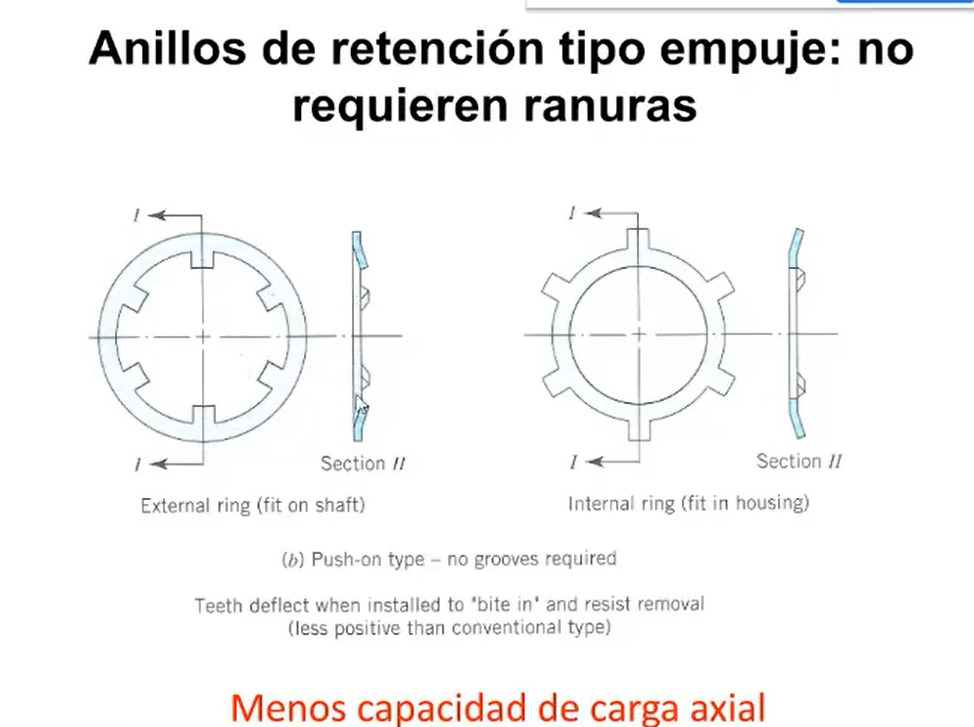 Anillos de retención tipo empuje: no
requieren ranuras
I
I
I
I
Section II
Section II
External ring (fit on shaft)
Internal ring (fit in housing)
(b) Push-on type – no grooves required
Teeth deflect when installed to "bite in" and resist removal
(less positive than conventional type)
Menos capacidad de carga axial